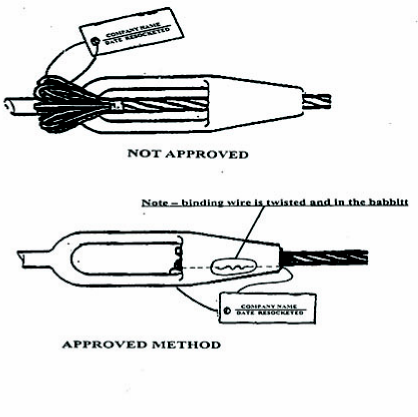 COMPANY NAME
DATE RESOCKETED
NOT APPROVED
Note – binding wire is twisted and in the babbitt
COMPANY NAME
DATE RESOCKETED
APPROVED METHOD